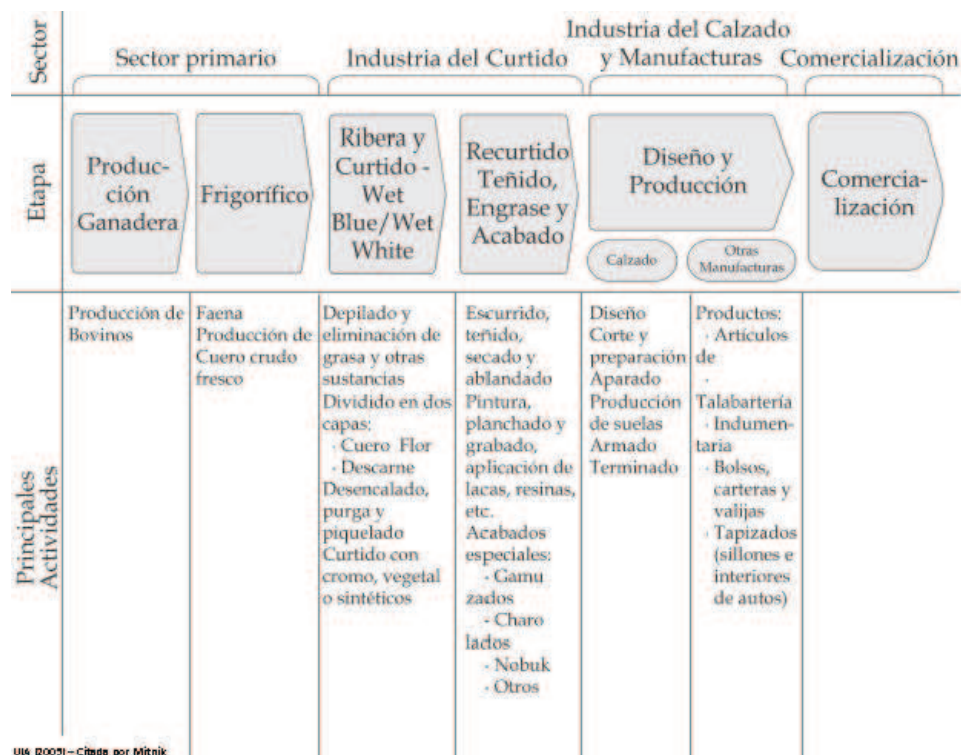 Sector
Sector primario
Industria del Curtido
Industria del Calzado
y Manufacturas
Comercialización
Etapa
Produc-
ción
Ganadera
Frigorífico
Ribera y
Curtido -
Wet
Blue/Wet
White
Recurtido
Teñido,
Engrase y
Acabado
Diseño y
Producción
Calzado
Otras
Manufacturas
Comercia-
lización
Principales
Actividades
Producción de
Bovinos
Faena
Producción de
Cuero crudo
fresco
Depilado y
eliminación de
grasa y otras
sustancias
Dividido en dos
capas:
· Cuero Flor
· Descarne
Desencalado,
purga y
piquelado
Curtido con
cromo, vegetal
o sintéticos
Escurrido,
teñido,
secado y
ablandado
Pintura,
planchado y
grabado,
aplicación de
lacas, resinas,
etc.
Acabados
especiales:
· Gamu
zados
· Charo
lados
· Nobuk
· Otros
Diseño
Corte y
preparación
Aparado
Producción
de suelas
Armado
Terminado
Productos:
· Artículos
de
·
Talabartería
· Indumen-
taria
· Bolsos,
carteras y
valijas
· Tapizados
(sillones e
interiores
de autos)
UIA (2005) – Citada por Mitnik